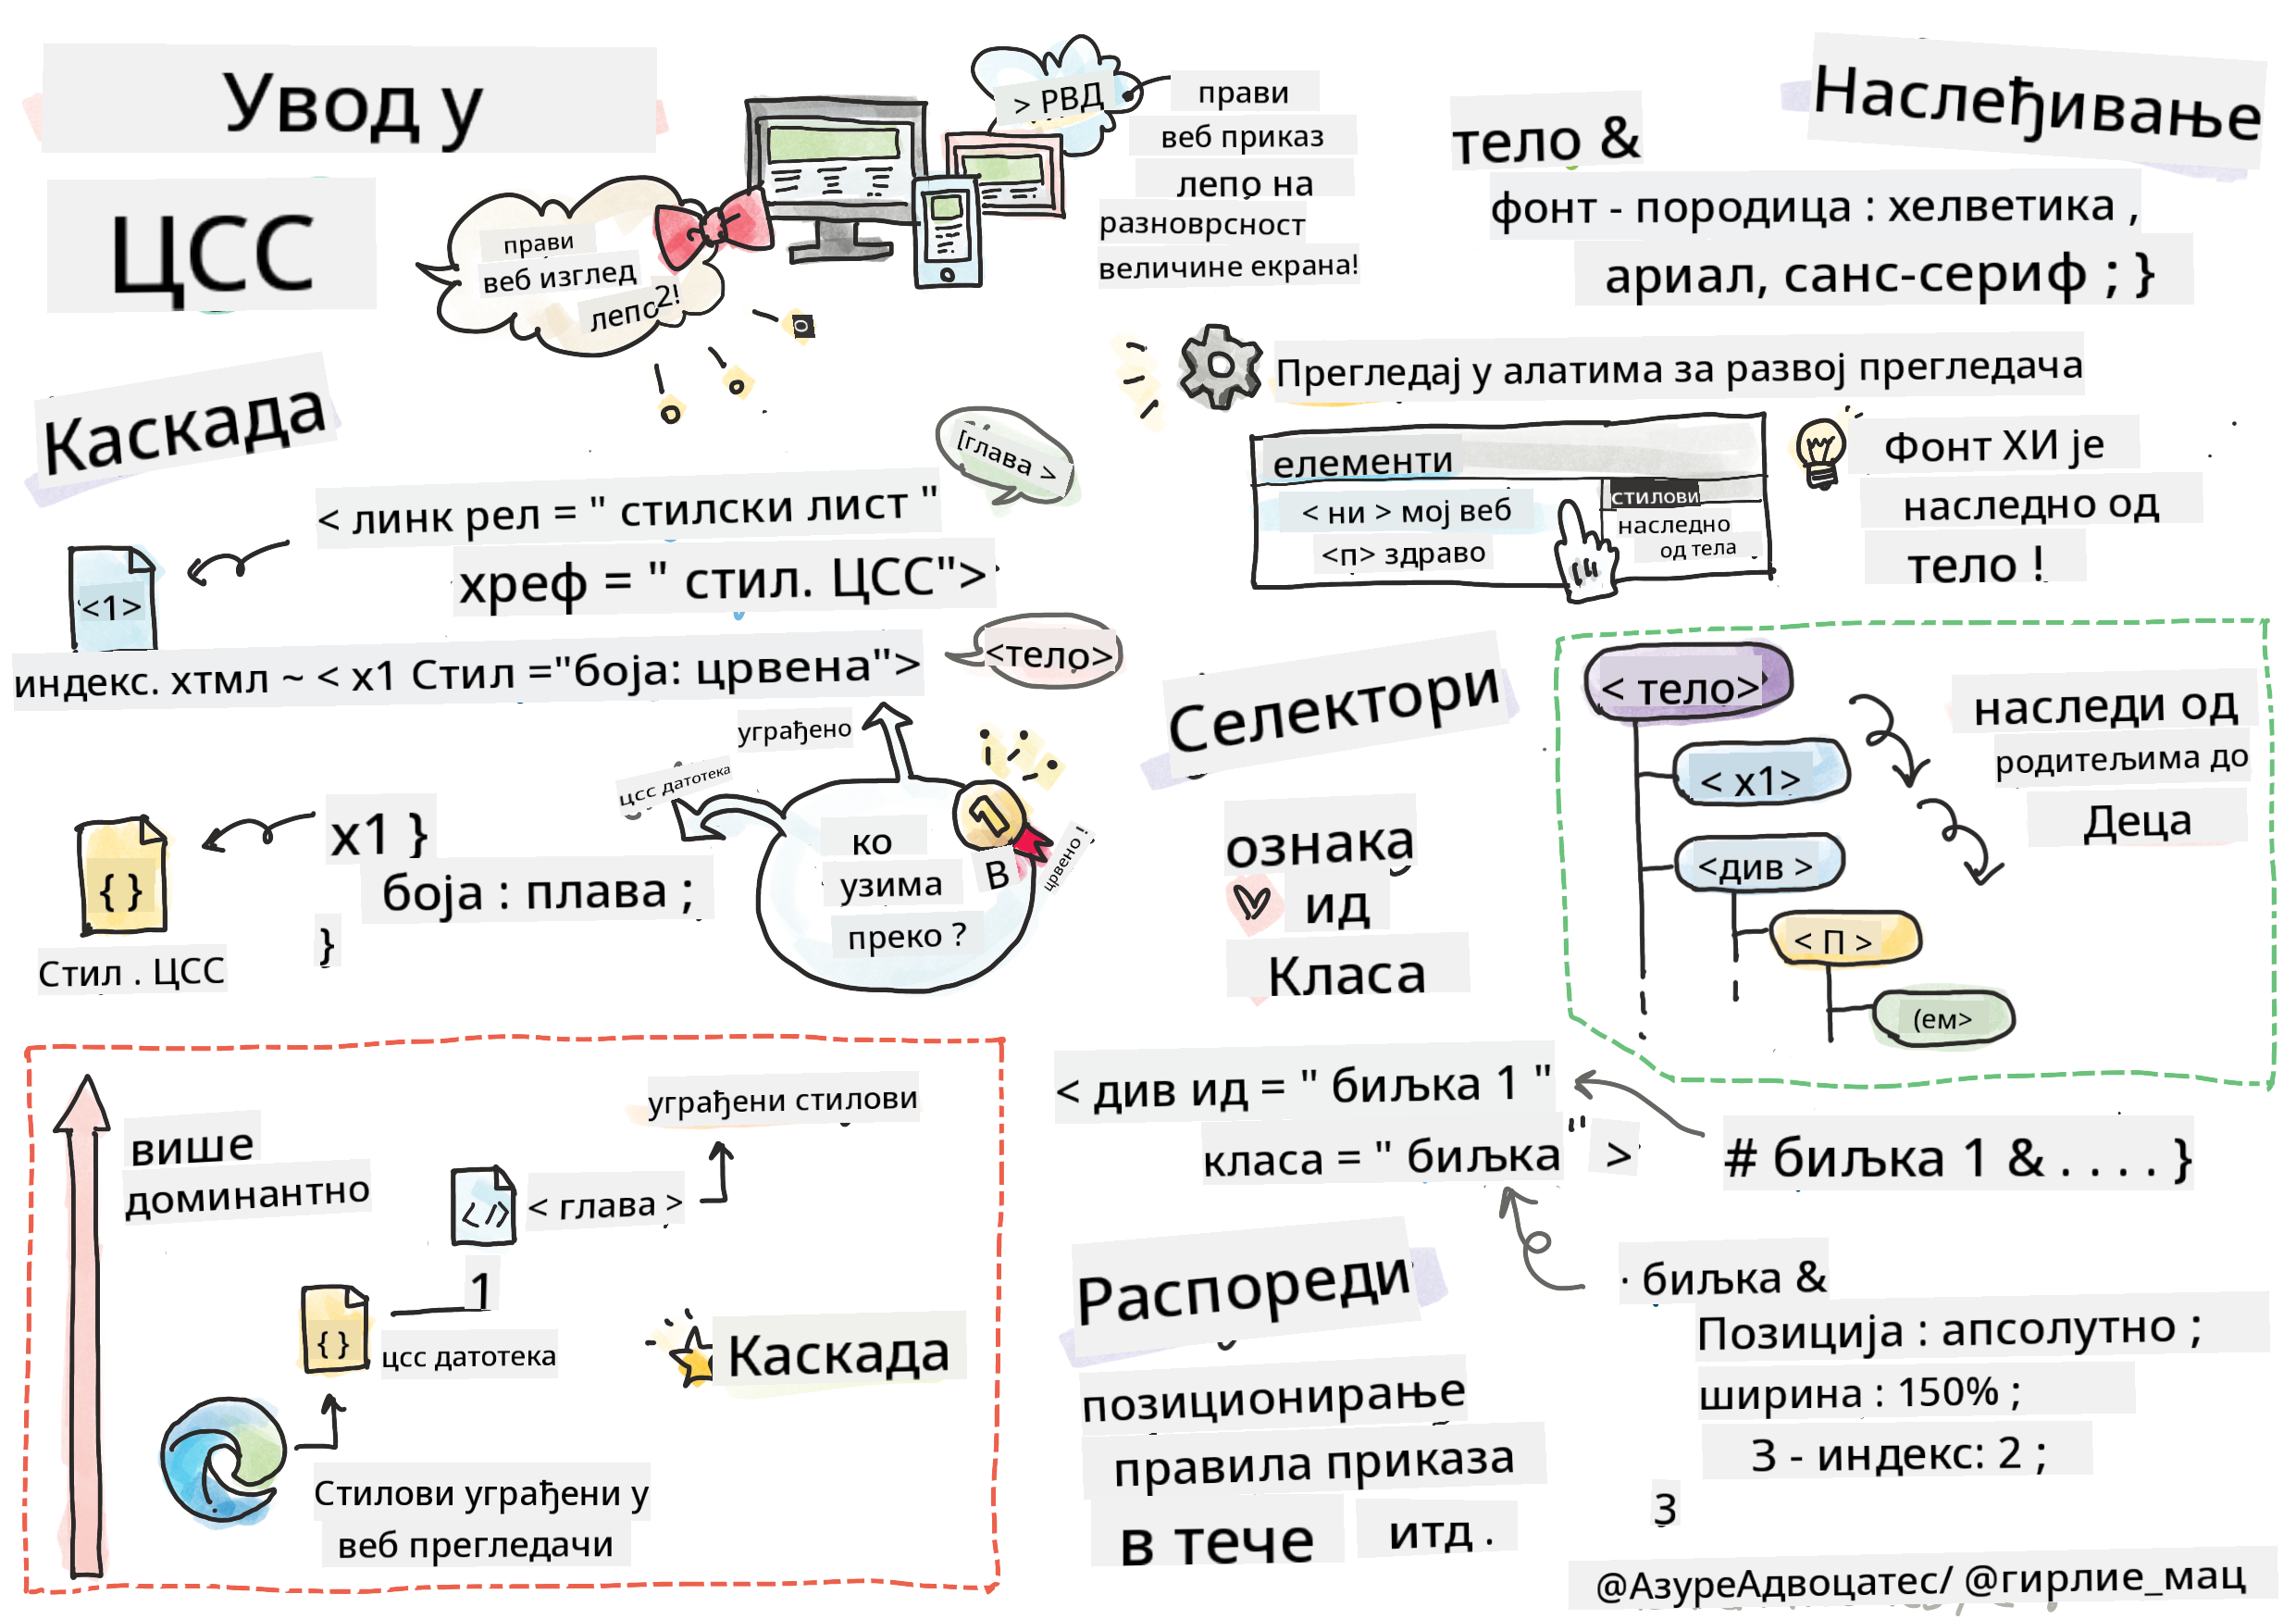 Увод у
ЦСС
прави
веб изглед
лепо2!
> РВД
прави
веб приказ
лепо на
разноврсност
величине екрана!
Каскада
[глава >
< линк рел = " стилски лист "
хреф = " стил. ЦСС">
<1>
индекс. хтмл ~ < х1 Стил ="боја: црвена">
<тело>
уграђено
цсс датотека
х1 }
боја : плава ;
}
{ }
Стил . ЦСС
ко
узима
преко ?
1
В
црвено !
више
доминантно
уграђени стилови
</>
< глава >
1
{ }
цсс датотека
Каскада
Стилови уграђени у
веб прегледачи
Наслеђивање
тело &
фонт - породица : хелветика ,
ариал, санс-сериф ; }
Прегледај у алатима за развој прегледача
елементи
< ни > мој веб
<п> здраво
стилови
наследно
од тела
Фонт ХИ је
наследно од
тело !
< тело>
< х1>
<див >
< П >
(ем>
наследи од
родитељима до
Деца
Селектори
ознака
ид
Класа
< див ид = " биљка 1 "
класа = " биљка " >
# биљка 1 & . . . . }
· биљка &
Позиција : апсолутно ;
ширина : 150% ;
З - индекс: 2 ;
З
Распореди
позиционирање
правила приказа
в тече итд .
@АзуреАдвоцатес/ @гирлие_мац